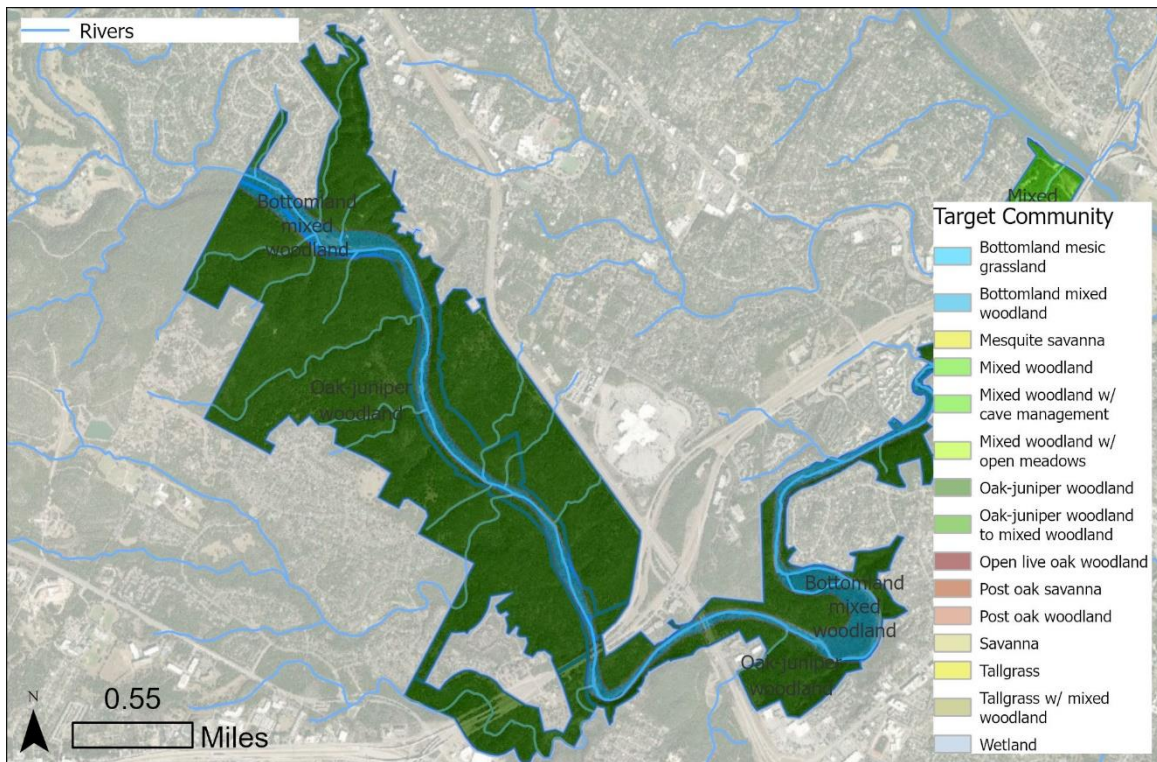 Rivers
Bottomland
mixed
woodland
Oak-juniper
woodland
Mixed
Bottomland
mixed
woodland
Oak-juniper
woodland
Target Community
Bottomland mesic
grassland
Bottomland mixed
woodland
Mesquite savanna
Mixed woodland
Mixed woodland w/
cave management
Mixed woodland w/
open meadows
Oak-juniper woodland
Oak-juniper woodland
to mixed woodland
Open live oak woodland
Post oak savanna
Post oak woodland
Savanna
Tallgrass
Tallgrass w/ mixed
woodland
Wetland
N
0.55
Miles